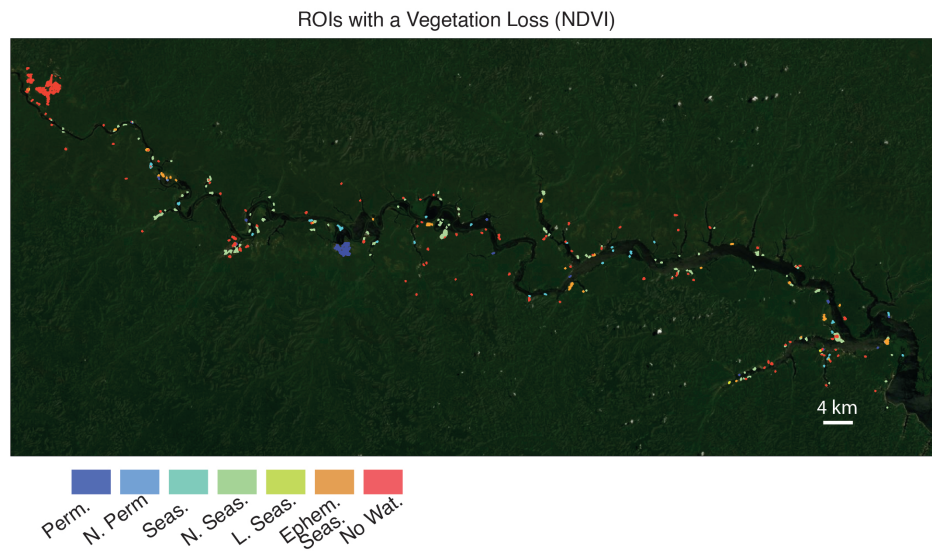 ROIs with a Vegetation Loss (NDVI)
4 km
Perm.
N. Perm
Seas.
N. Seas.
L. Seas.
Ephem.
Seas.
No Wat.